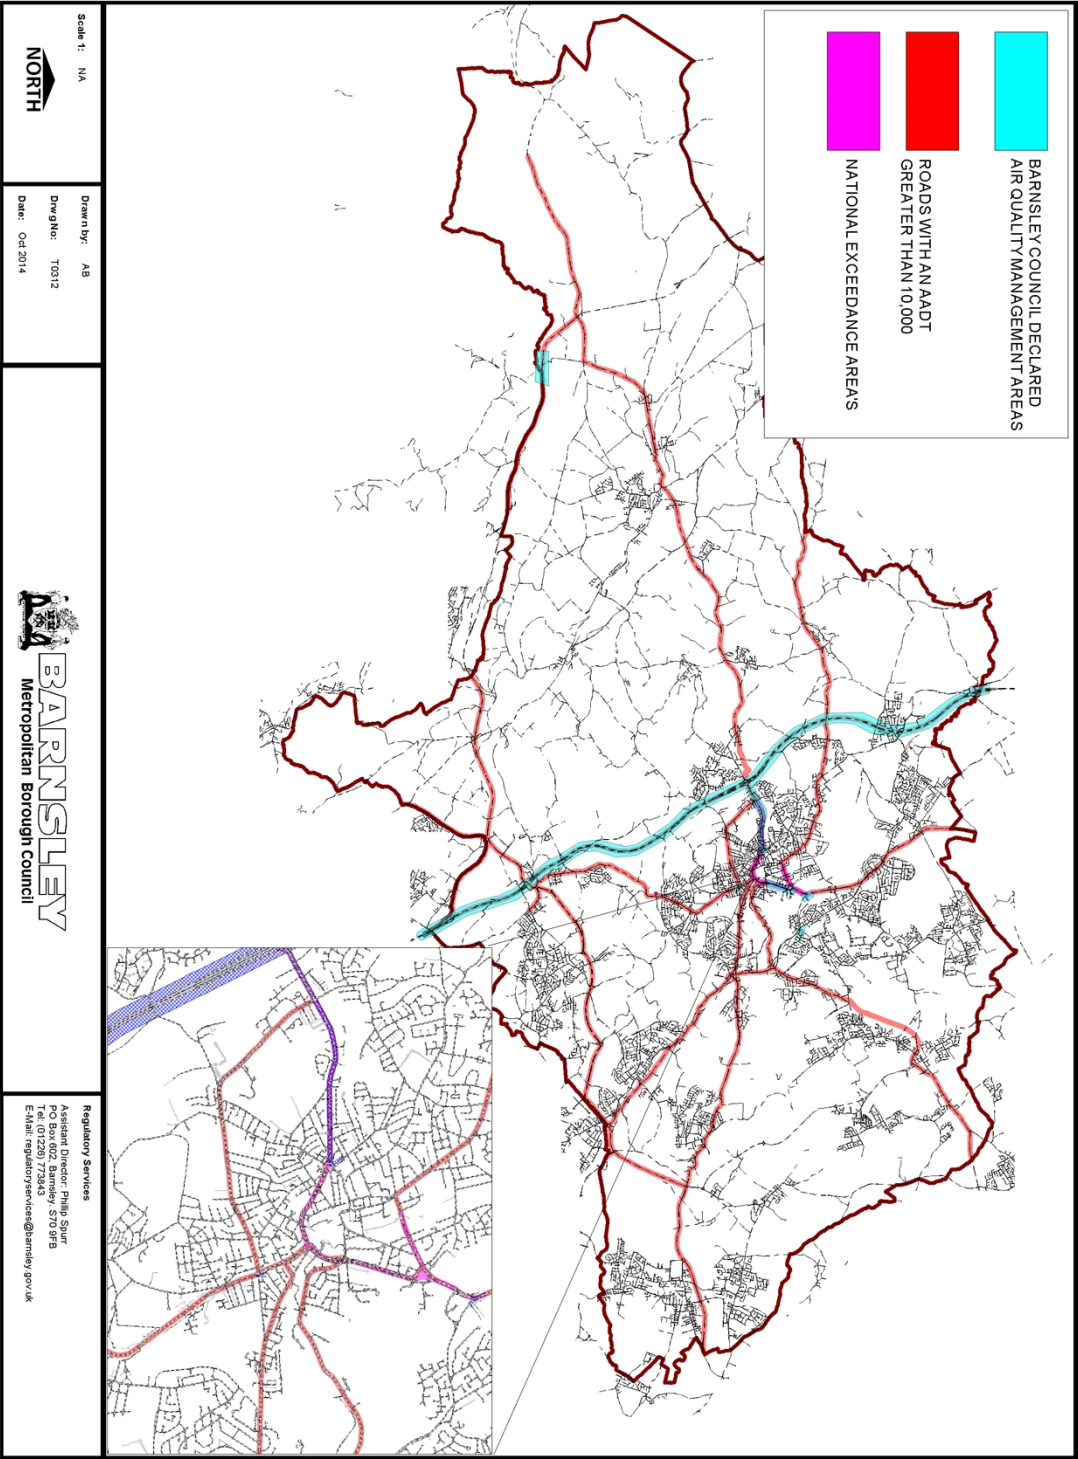 BARNSLEY COUNCIL DECLARED
AIR QUALITY MANAGEMENT AREAS
ROADS WITH AN AADT
GREATER THAN 10,000
NATIONAL EXCEEDANCE AREA'S
Scale 1: NA
NORTH
Drawn by: AB
Drwg No: T0312
Date: Oct 2014
BARNSLEY
Metropolitan Borough Council
Regulatory Services
Assistant Director: Phillip Spurr
PO Box 602, Barnsley. S70 9FB
Tel: (01226) 773843
E-Mail: regulatoryservices@barnsley.gov.uk